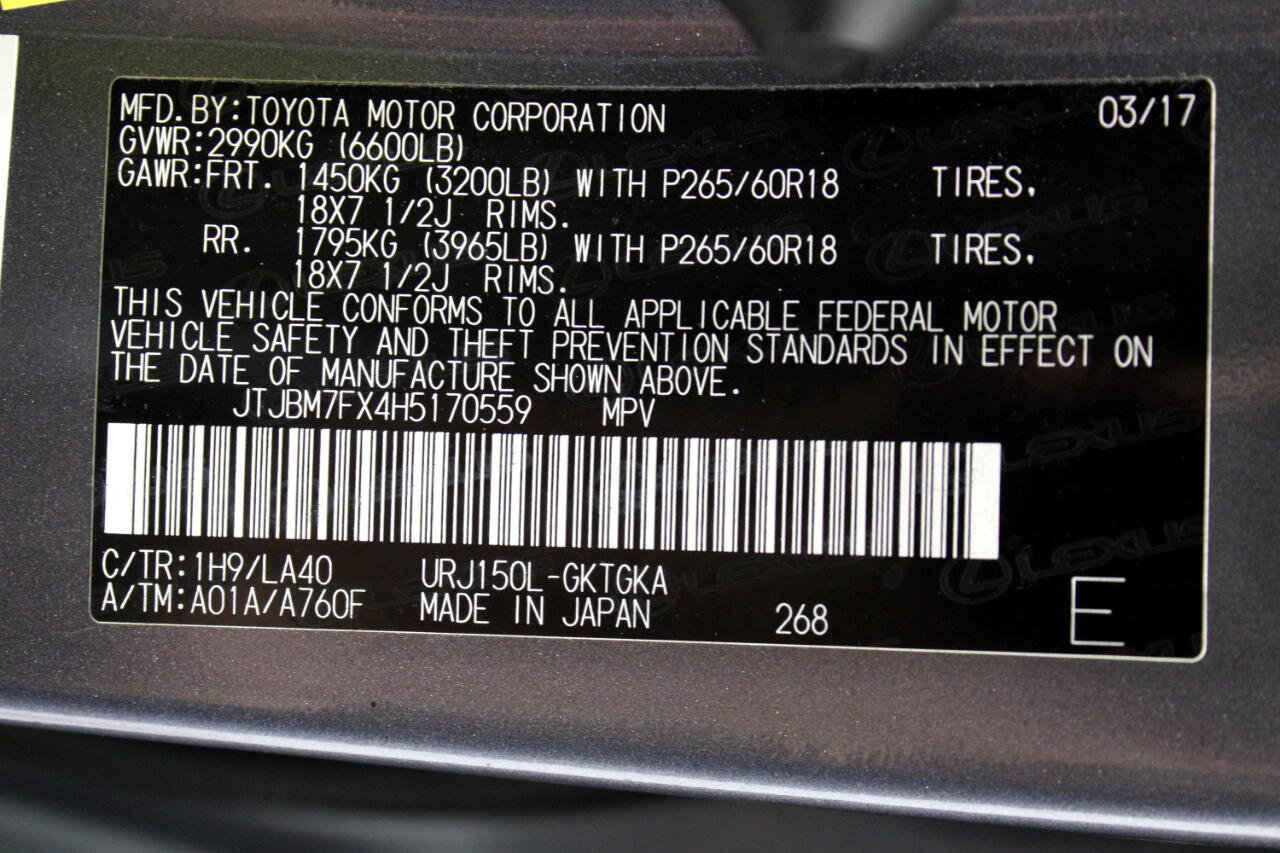 MFD.BY:TOYOTA MOTOR CORPORATION 03/17
GVWR:2990KG (6600LB)
GAWR:FRT. 1450KG (3200LB) WITH P265/60R18 TIRES,
18X7 1/2J RIMS.
RR. 1795KG (3965LB) WITH P265/60R18 TIRES,
18X7 1/2J RIMS.
THIS VEHICLE CONFORMS TO ALL APPLICABLE FEDERAL MOTOR
VEHICLE SAFETY AND THEFT PREVENTION STANDARDS IN EFFECT ON
THE DATE OF MANUFACTURE SHOWN ABOVE.
JTJBM7FX4H5170559 MPV
C/TR:1H9/LA40 URJ150L-GKTGKA
A/TM:A01A/A760F MADE IN JAPAN 268 E
LEXUS